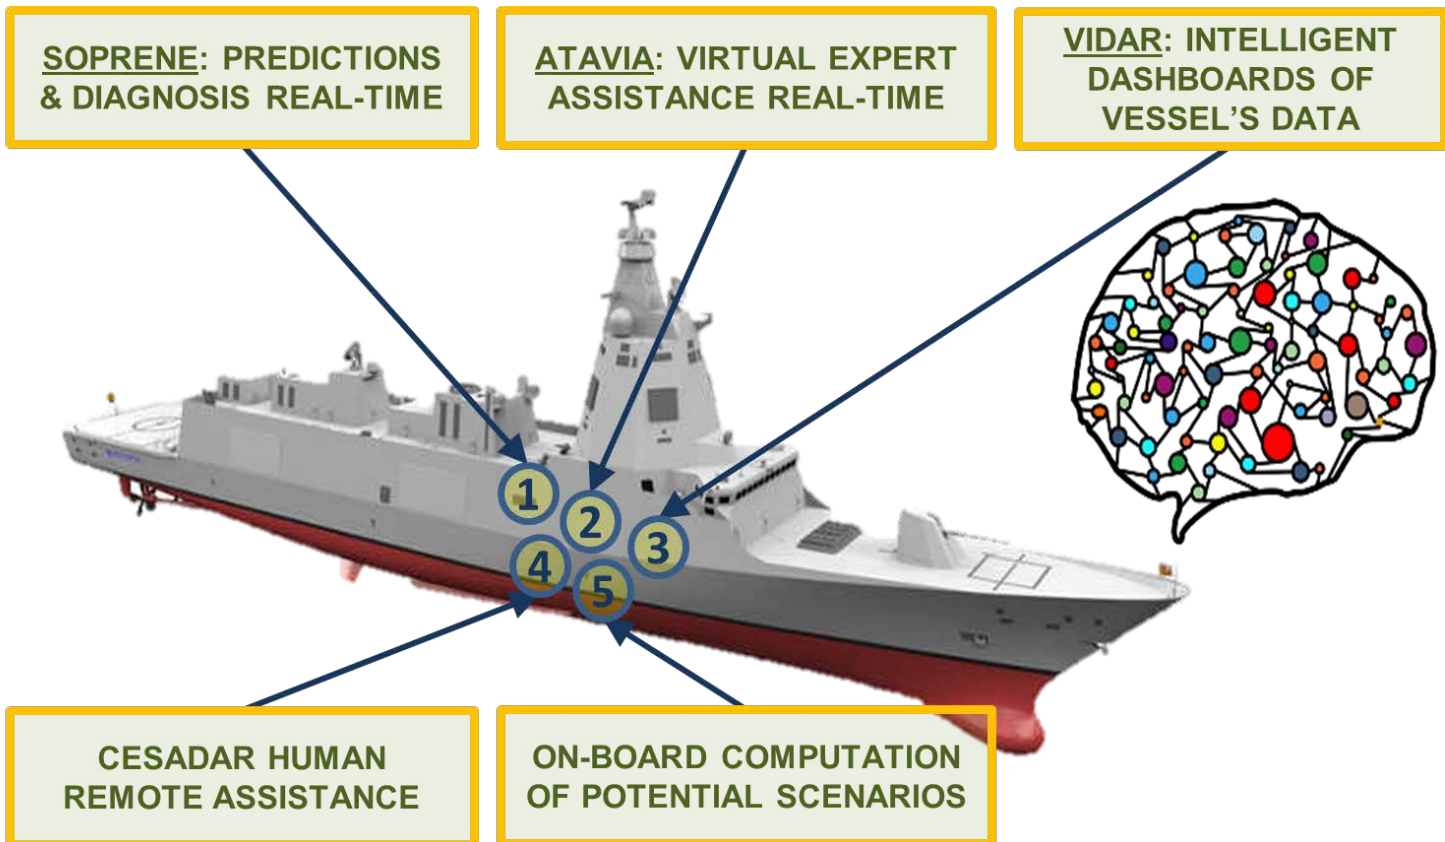 SOPRENE: PREDICTIONS
& DIAGNOSIS REAL-TIME
ATAVIA: VIRTUAL EXPERT
ASSISTANCE REAL-TIME
VIDAR: INTELLIGENT
DASHBOARDS OF
VESSEL'S DATA
1
2
3
4
5
CESADAR HUMAN
REMOTE ASSISTANCE
ON-BOARD COMPUTATION
OF POTENTIAL SCENARIOS